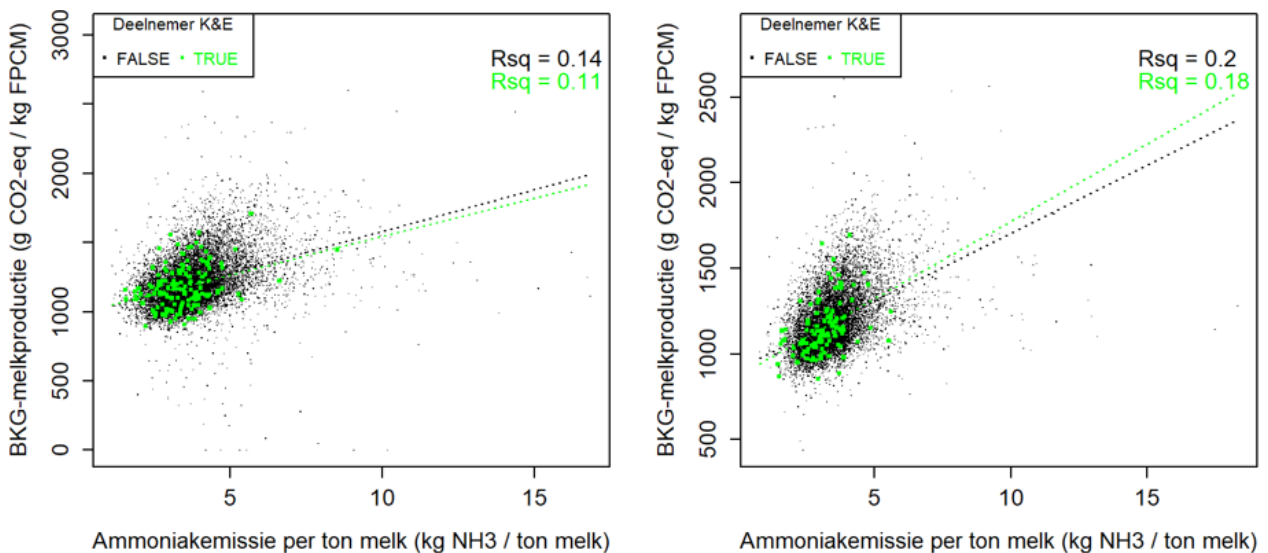 Deelnemer K&E
FALSE TRUE
Rsq = 0.14
Rsq = 0.11
BKG-melkproductie (g CO2-eq / kg FPCM)
3000
2000
1000
500
0
5 10 15
Ammoniakemissie per ton melk (kg NH3 / ton melk)
Deelnemer K&E
FALSE TRUE
Rsq = 0.2
Rsq = 0.18
BKG-melkproductie (g CO2-eq / kg FPCM)
2500
2000
1500
1000
500
5 10 15
Ammoniakemissie per ton melk (kg NH3 / ton melk)